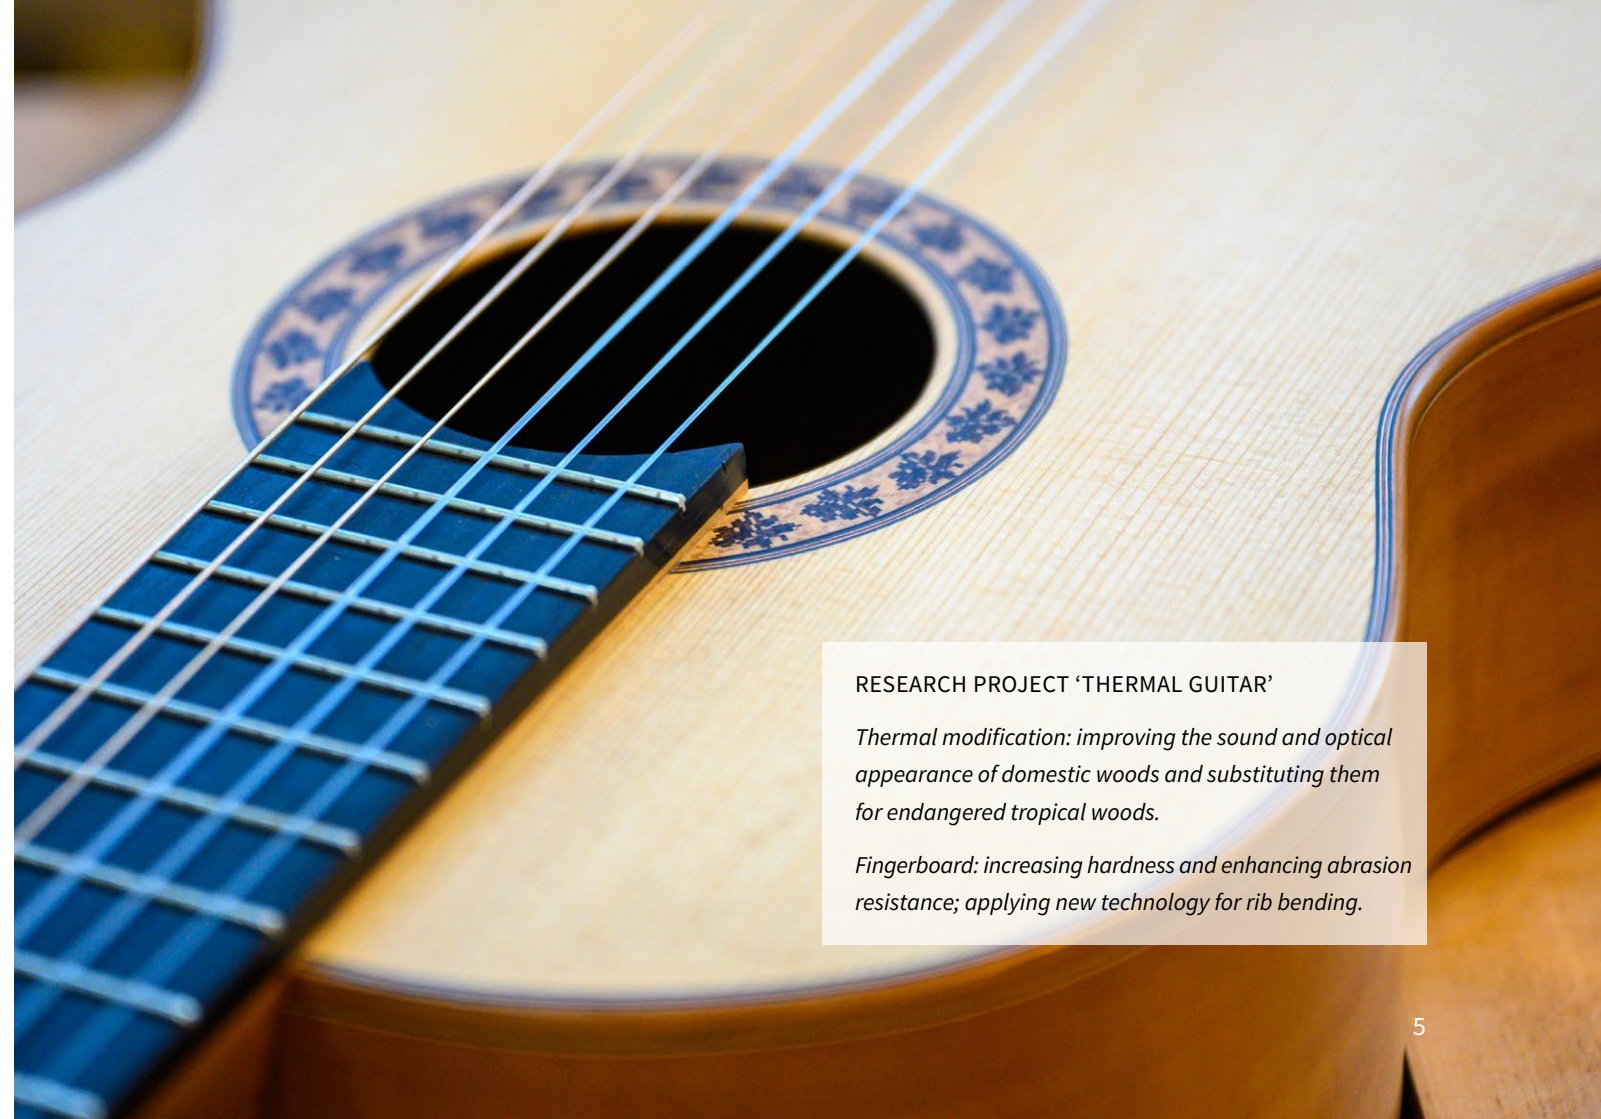 RESEARCH PROJECT ‘THERMAL GUITAR’
Thermal modification: improving the sound and optical
appearance of domestic woods and substituting them
for endangered tropical woods.
Fingerboard: increasing hardness and enhancing abrasion
resistance; applying new technology for rib bending.
5